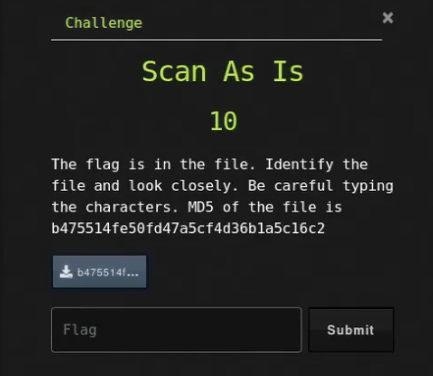 Challenge
×
Scan As Is
10
The flag is in the file. Identify the
file and look closely. Be careful typing
the characters. MD5 of the file is
b475514fe50fd47a5cf4d36b1a5c16c2
b475514f...
Flag
Submit